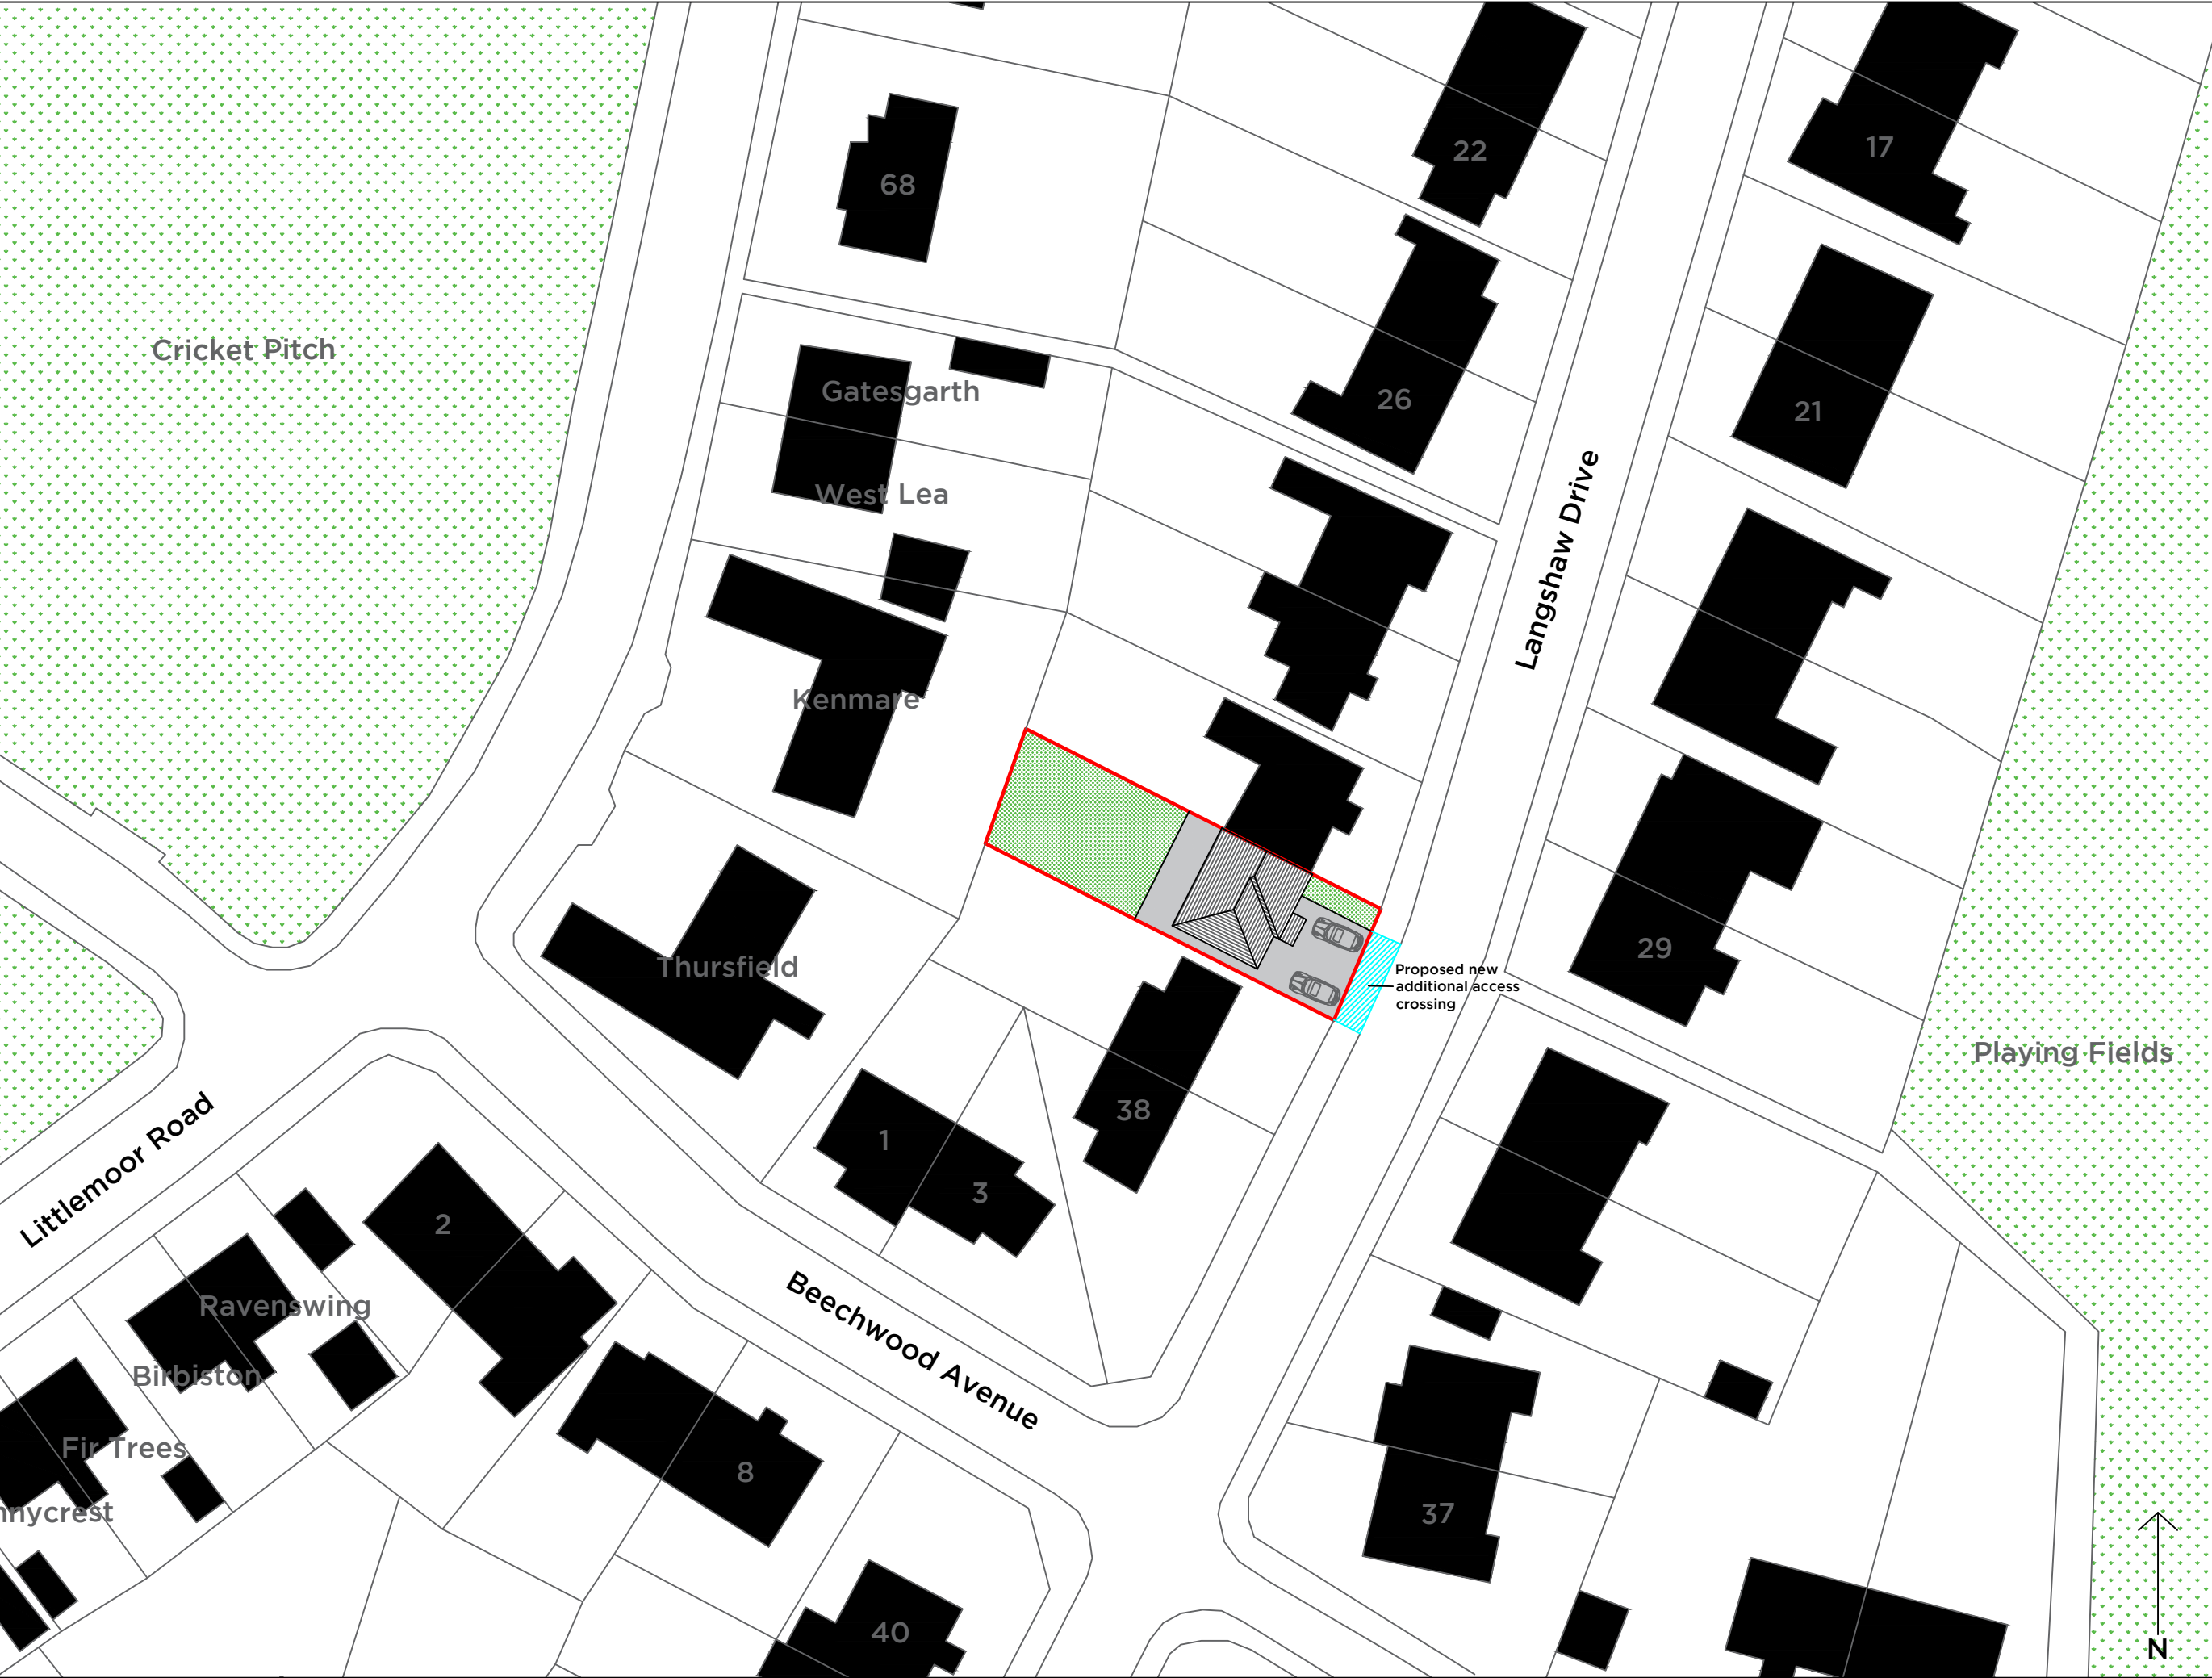 22
17
68
Cricket Pitch
Gatesgarth
26
21
West Lea
Langshaw Drive
Kenmare
29
Thursfield
Proposed new
additional access
crossing
Playing Fields
Littlemoor Road
1
38
3
2
Ravenswing
Beechwood Avenue
Birbiston
Fir Trees
8
37
nnycrest
40
N